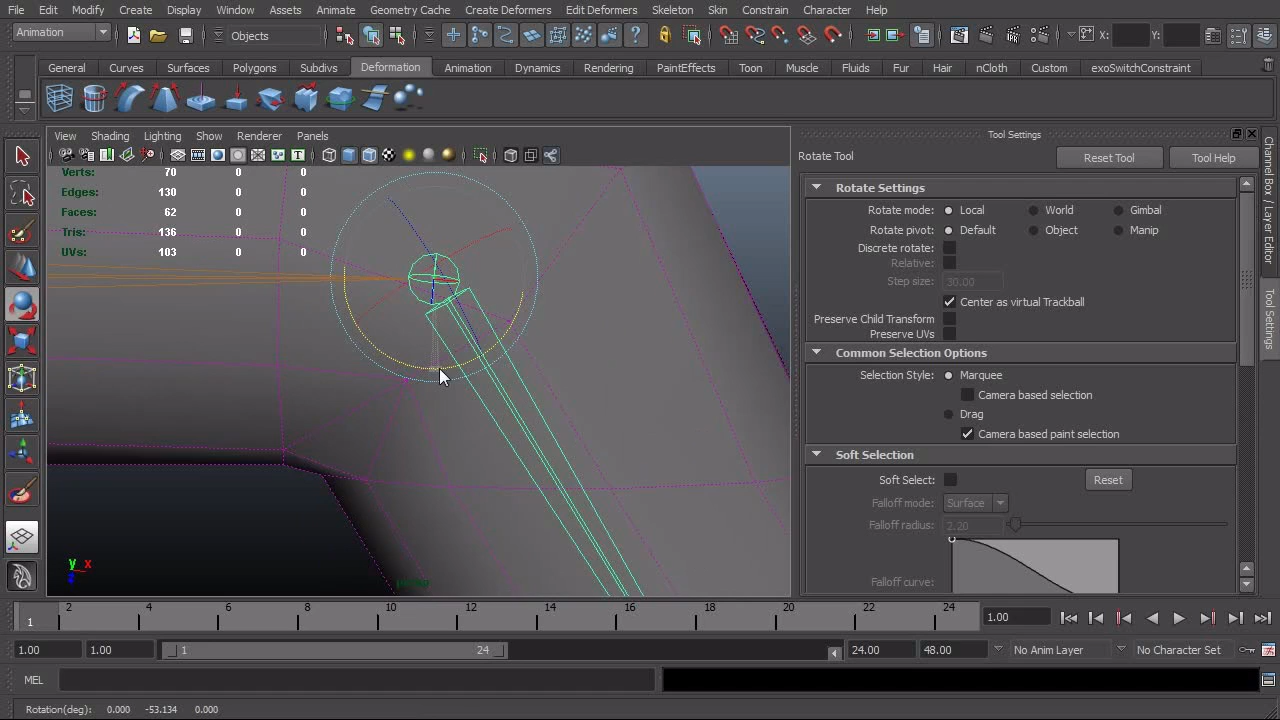 File Edit Modify Create Display Window Assets Animate Geometry Cache Create Deformers Edit Deformers Skeleton Skin Constrain Character Help
Animation Objects X: Y:
General Curves Surfaces Polygons Subdivs Deformation Animation Dynamics Rendering PaintEffects Toon Muscle Fluids Fur Hair nCloth Custom exoSwitchConstraint
View Shading Lighting Show Renderer Panels
Tool Settings
Rotate Tool Reset Tool Tool Help
Verts: 70 0 0
Edges: 130 0 0
Faces: 62 0 0
Tris: 136 0 0
UVs: 103 0 0
Rotate Settings
Rotate mode: Local World Gimbal
Rotate pivot: Default Object Manip
Discrete rotate:
Relative:
Step size: 30.00
Center as virtual Trackball
Preserve Child Transform
Preserve UVs
Common Selection Options
Selection Style: Marquee
Camera based selection
Drag
Camera based paint selection
Soft Selection
Soft Select: Reset
Falloff mode: Surface
Falloff radius: 2.20
Falloff curve:
Channel Box / Layer Editor
Tool Settings
y x
z
persp
1 2 4 6 8 10 12 14 16 18 20 22 24 1.00
1.00 1.00 1 24 24.00 48.00 No Anim Layer No Character Set
MEL
Rotation(deg): 0.000 -53.134 0.000